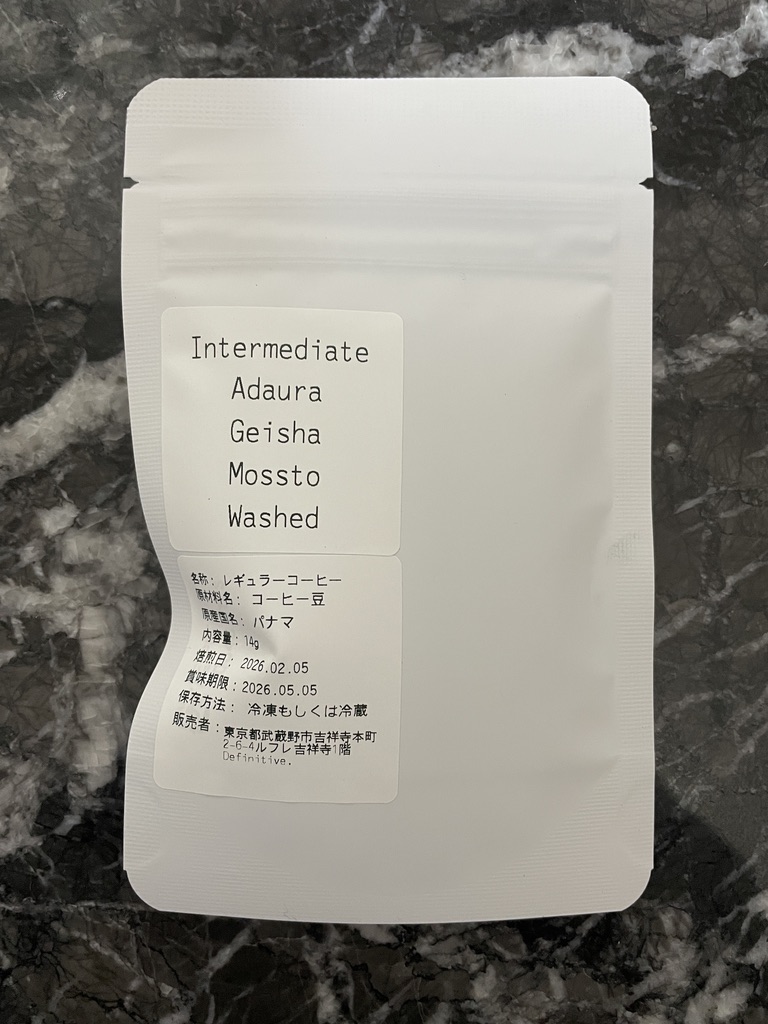 Intermediate
Adaura
Geisha
Mossto
Washed
名称: レギュラーコーヒー
原材料名: コーヒー豆
原産国名: パナマ
内容量: 14g
焙煎日: 2026.02.05
賞味期限: 2026.05.05
保存方法: 冷凍もしくは冷蔵
販売者: 東京都武蔵野市吉祥寺本町
2-6-4ルフレ吉祥寺1階
Definitive.